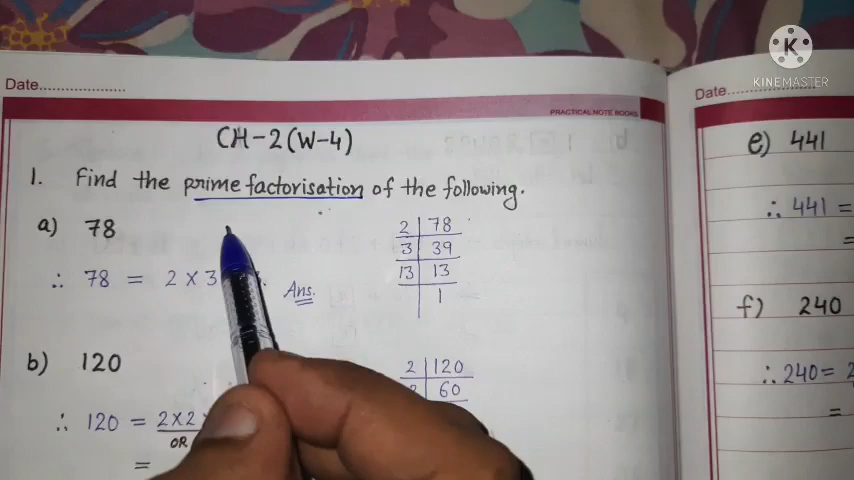 Date....................
PRACTICAL NOTE BOOKS
CH-2 (W-4)
1. Find the prime factorisation of the following.
a) 78
2 | 78
3 | 39
13 | 13
1
∴ 78 = 2 × 3
Ans.
b) 120
2 | 120
60
∴ 120 = 2×2
OR
=
Date....................
KINEMASTER
e) 441
∴ 441 =
=
f) 240
∴ 240 = 2
=